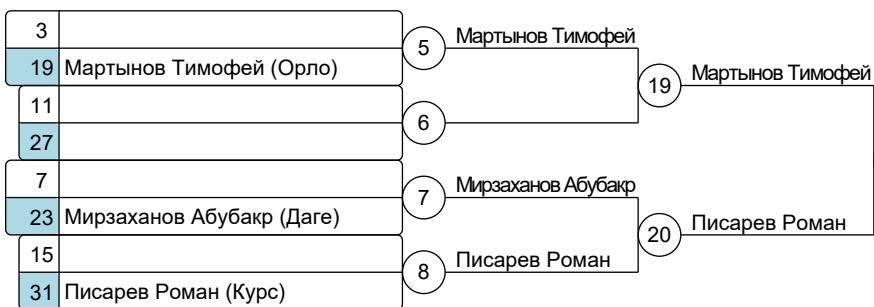 3
19 Мартынов Тимофей (Орло)
11
27
7
23 Мирзаханов Абубакр (Даге)
15
31 Писарев Роман (Курс)
5 Мартынов Тимофей
6
7 Мирзаханов Абубакр
8 Писарев Роман
19 Мартынов Тимофей
20 Писарев Роман